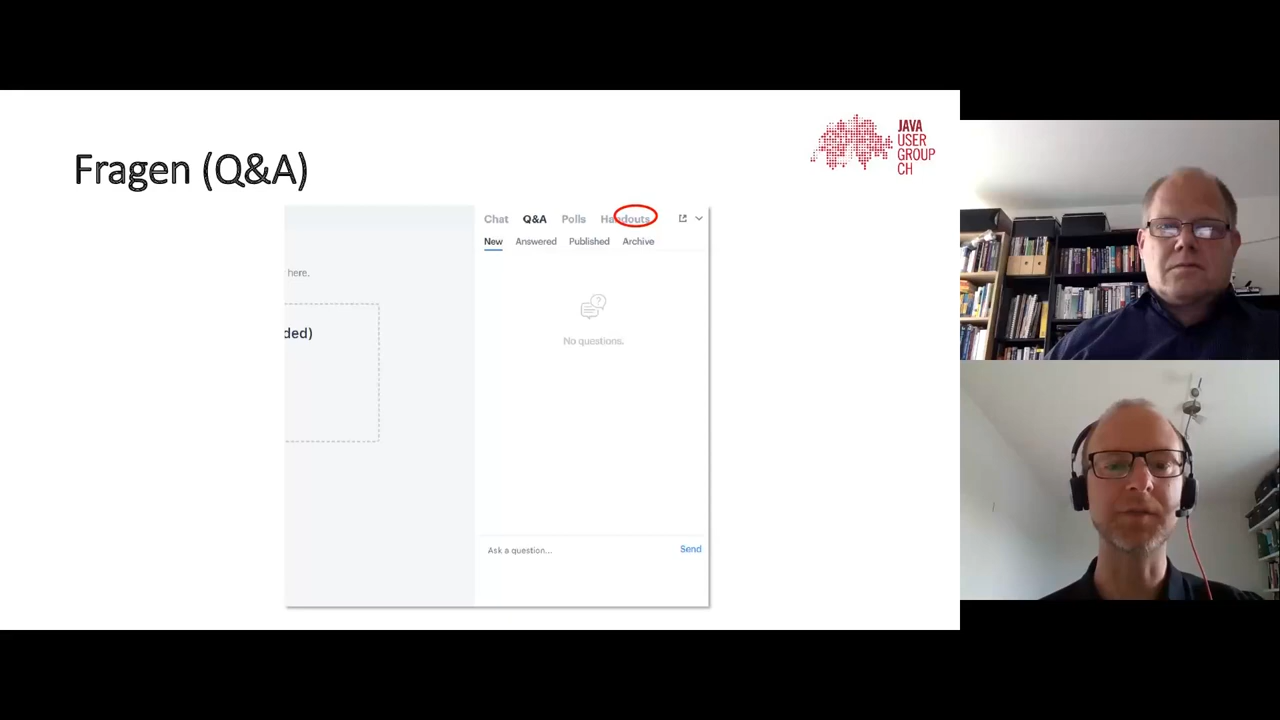 Fragen (Q&A)
JAVA
USER
GROUP
CH
Chat Q&A Polls Handouts
New Answered Published Archive
here.
ded)
No questions.
Ask a question... Send